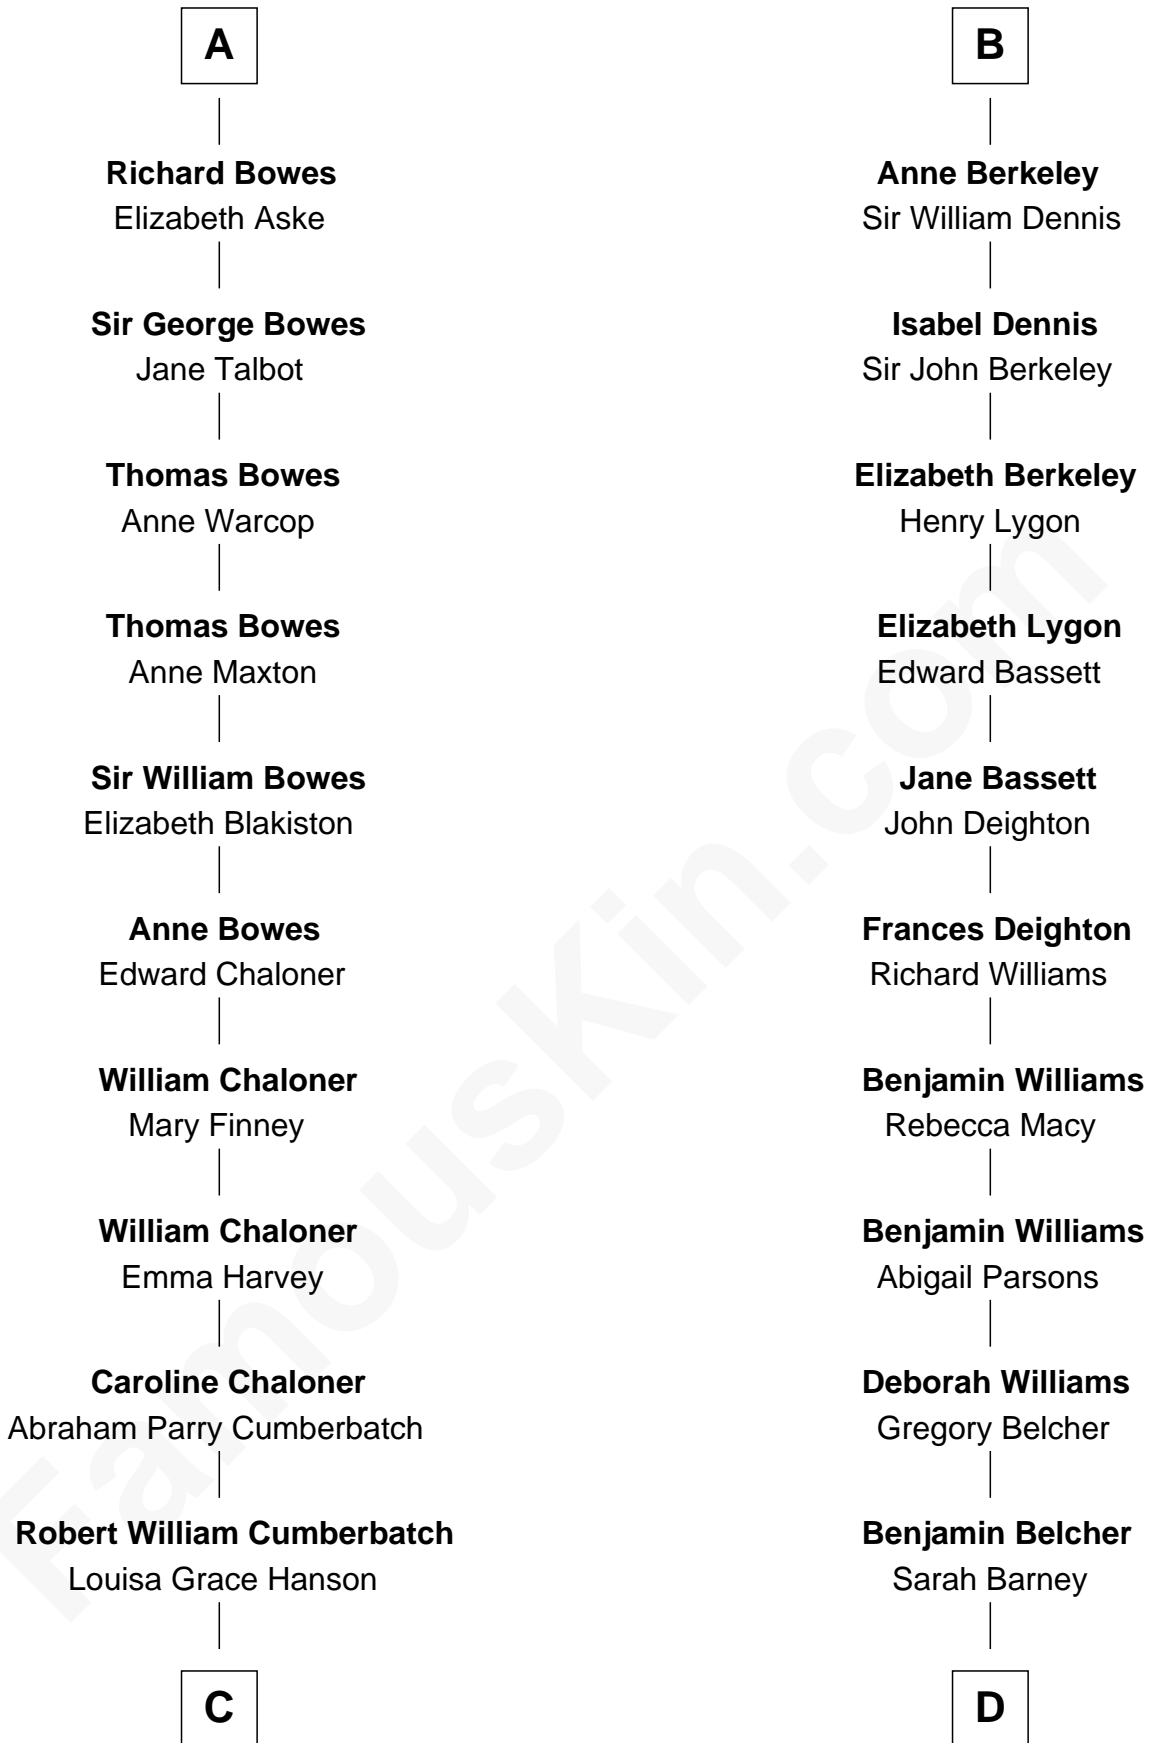 A
Richard Bowes
Elizabeth Aske
Sir George Bowes
Jane Talbot
Thomas Bowes
Anne Warcop
Thomas Bowes
Anne Maxton
Sir William Bowes
Elizabeth Blakiston
Anne Bowes
Edward Chaloner
William Chaloner
Mary Finney
William Chaloner
Emma Harvey
Caroline Chaloner
Abraham Parry Cumberbatch
Robert William Cumberbatch
Louisa Grace Hanson
C
B
Anne Berkeley
Sir William Dennis
Isabel Dennis
Sir John Berkeley
Elizabeth Berkeley
Henry Lygon
Elizabeth Lygon
Edward Bassett
Jane Bassett
John Deighton
Frances Deighton
Richard Williams
Benjamin Williams
Rebecca Macy
Benjamin Williams
Abigail Parsons
Deborah Williams
Gregory Belcher
Benjamin Belcher
Sarah Barney
D
FamousKin.com